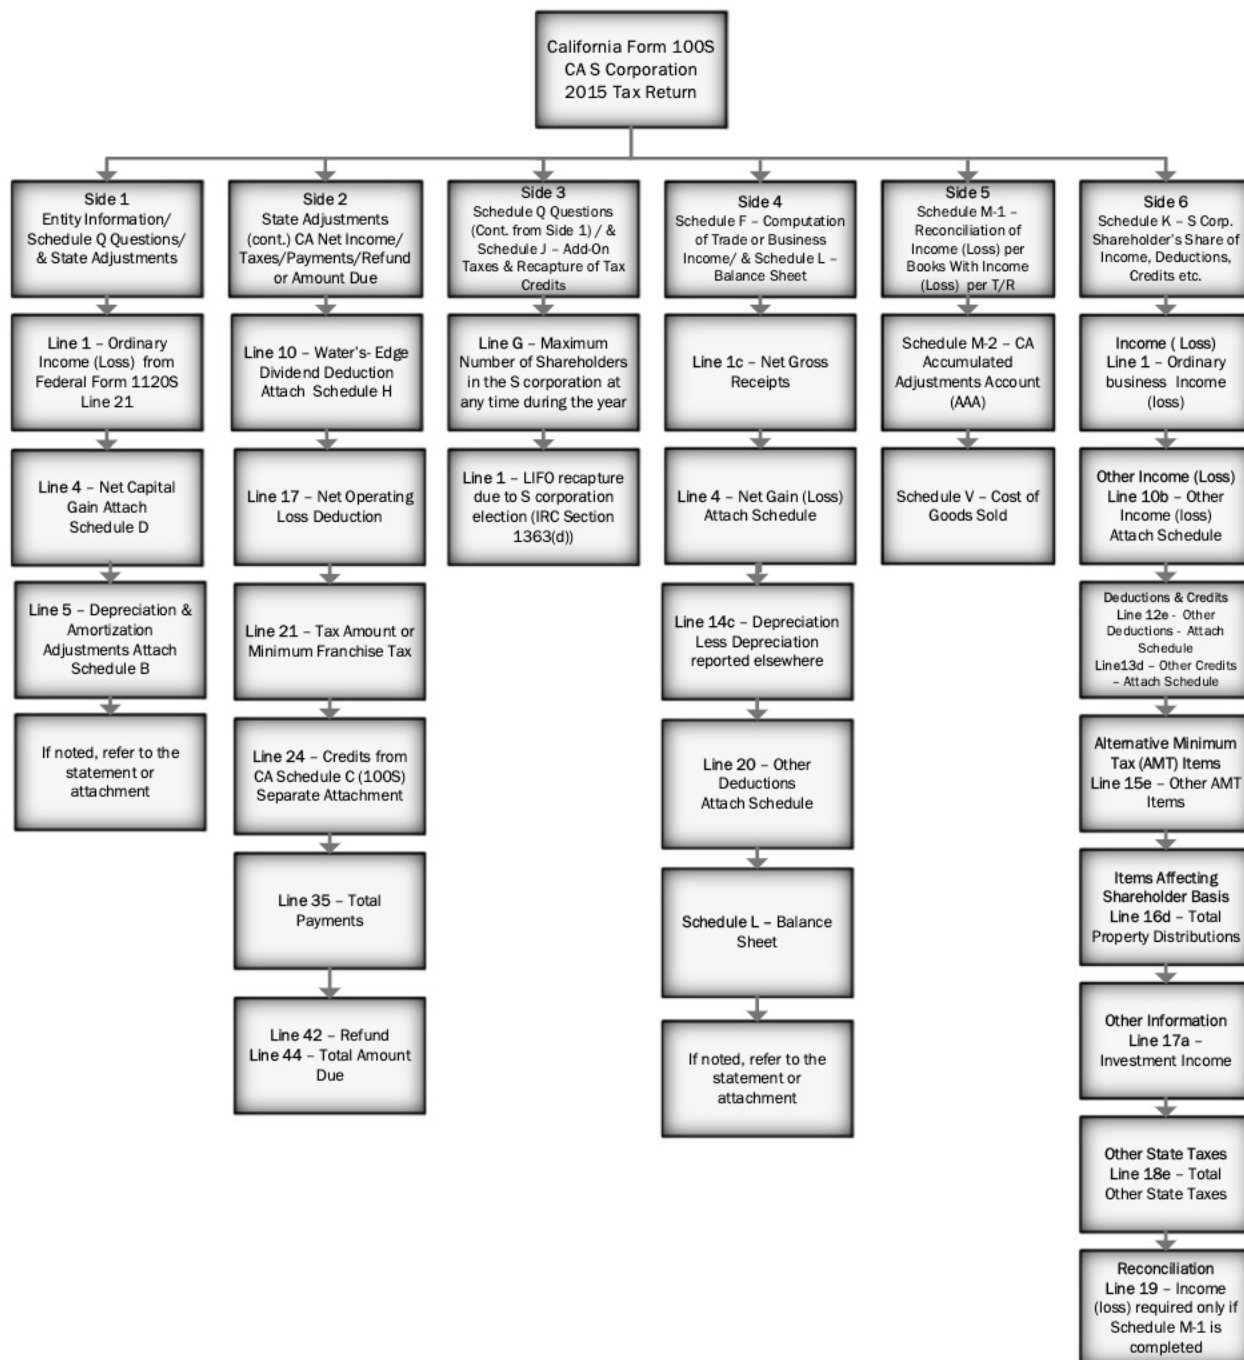 California Form 100S
CA S Corporation
2015 Tax Return
Side 1
Entity Information/
Schedule Q Questions/
& State Adjustments
Line 1 – Ordinary
Income (Loss) from
Federal Form 1120S
Line 21
Line 4 – Net Capital
Gain Attach
Schedule D
Line 5 – Depreciation &
Amortization
Adjustments Attach
Schedule B
If noted, refer to the
statement or
attachment
Side 2
State Adjustments
(cont.) CA Net Income/
Taxes/Payments/Refund
or Amount Due
Line 10 – Water's- Edge
Dividend Deduction
Attach Schedule H
Line 17 – Net Operating
Loss Deduction
Line 21 – Tax Amount or
Minimum Franchise Tax
Line 24 – Credits from
CA Schedule C (100S)
Separate Attachment
Line 35 – Total
Payments
Line 42 – Refund
Line 44 – Total Amount
Due
Side 3
Schedule Q Questions
(Cont. from Side 1) / &
Schedule J – Add-On
Taxes & Recapture of Tax
Credits
Line G – Maximum
Number of Shareholders
in the S corporation at
any time during the year
Line 1 – LIFO recapture
due to S corporation
election (IRC Section
1363(d))
Side 4
Schedule F – Computation
of Trade or Business
Income/ & Schedule L –
Balance Sheet
Line 1c – Net Gross
Receipts
Line 4 – Net Gain (Loss)
Attach Schedule
Line 14c – Depreciation
Less Depreciation
reported elsewhere
Line 20 – Other
Deductions
Attach Schedule
Schedule L – Balance
Sheet
If noted, refer to the
statement or
attachment
Side 5
Schedule M-1 –
Reconciliation of
Income (Loss) per
Books With Income
(Loss) per T/R
Schedule M-2 – CA
Accumulated
Adjustments Account
(AAA)
Schedule V – Cost of
Goods Sold
Side 6
Schedule K – S Corp.
Shareholder's Share of
Income, Deductions,
Credits etc.
Income ( Loss)
Line 1 – Ordinary
business Income
(loss)
Other Income (Loss)
Line 10b – Other
Income (loss)
Attach Schedule
Deductions & Credits
Line 12e - Other
Deductions - Attach
Schedule
Line13d – Other Credits
– Attach Schedule
Alternative Minimum
Tax (AMT) Items
Line 15e – Other AMT
Items
Items Affecting
Shareholder Basis
Line 16d – Total
Property Distributions
Other Information
Line 17a –
Investment Income
Other State Taxes
Line 18e – Total
Other State Taxes
Reconciliation
Line 19 – Income
(loss) required only if
Schedule M-1 is
completed